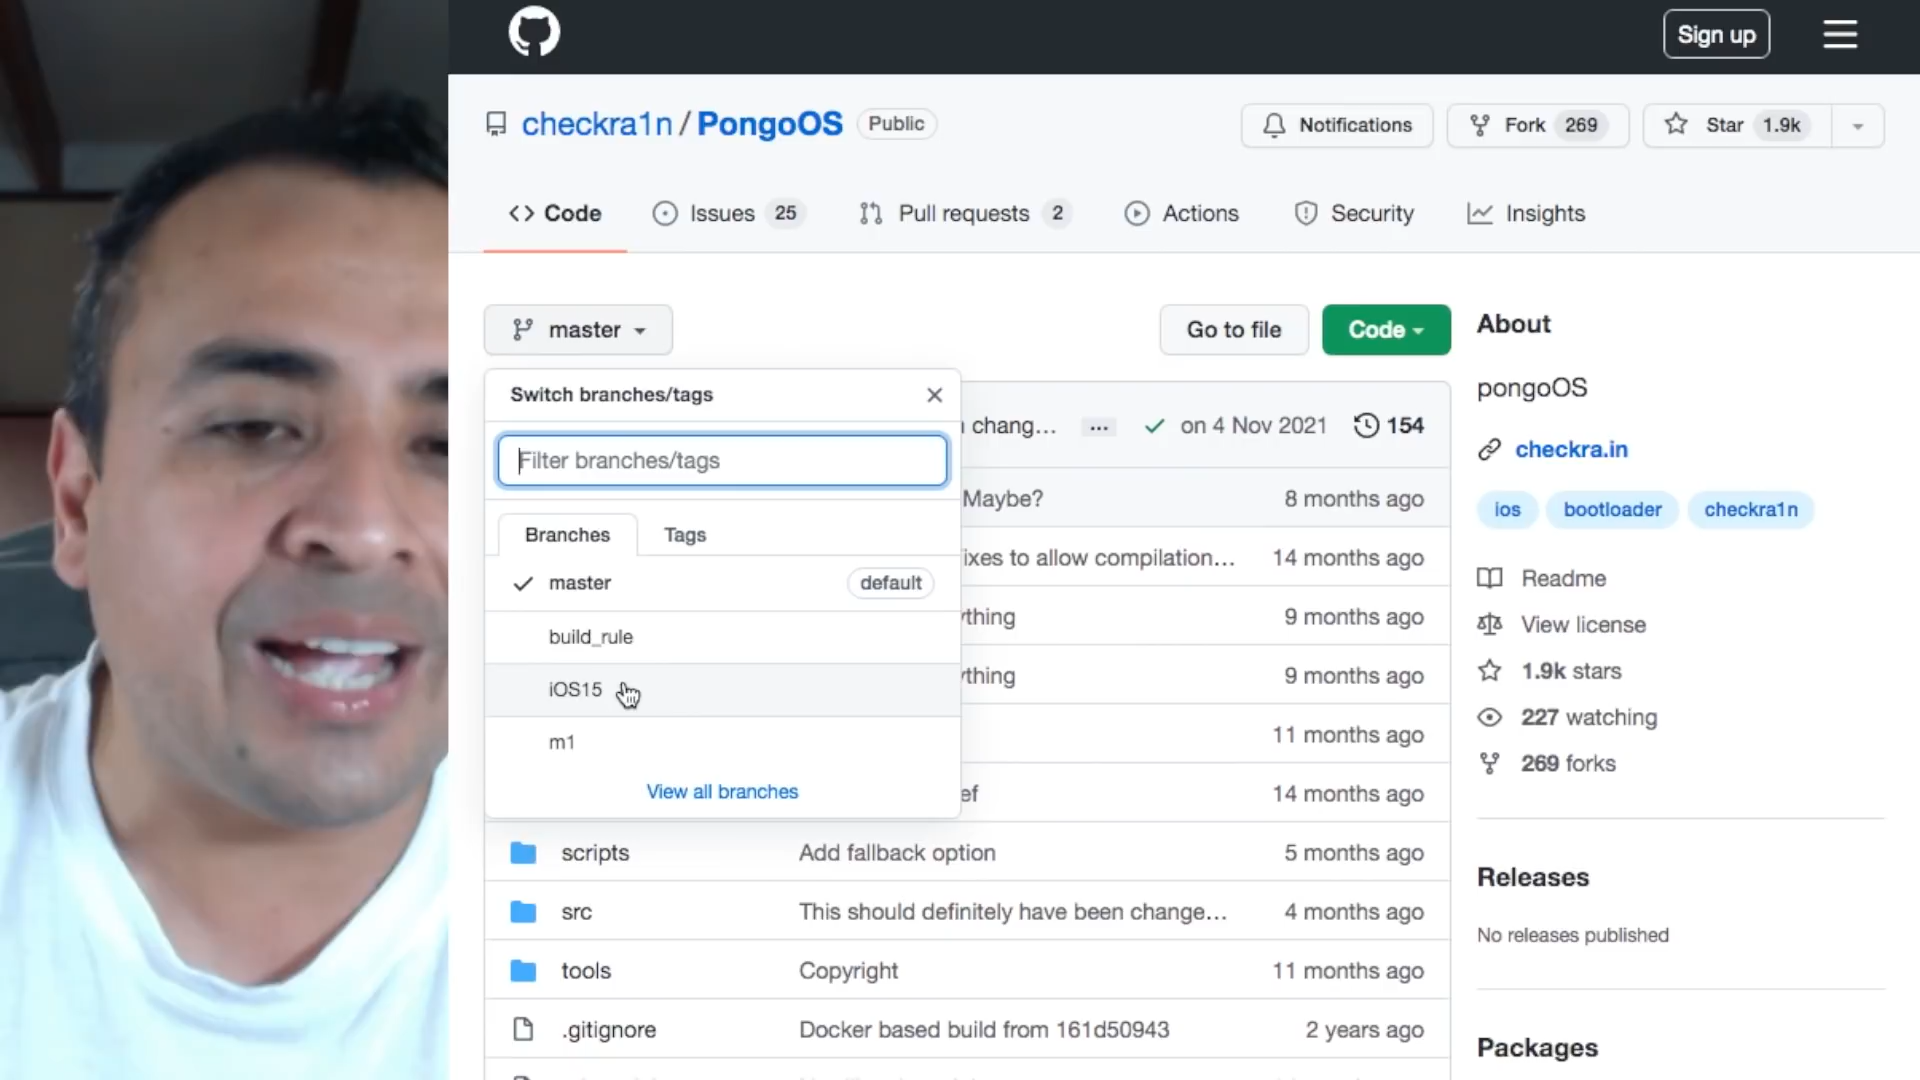 Sign up
checkra1n / PongoOS Public
Notifications Fork 269 Star 1.9k
Code Issues 25 Pull requests 2 Actions Security Insights
master Go to file Code
Switch branches/tags
Filter branches/tags
Branches Tags
master default
build_rule
iOS15
m1
View all branches
chang... ... on 4 Nov 2021 154
Maybe? 8 months ago
ixes to allow compilation... 14 months ago
thing 9 months ago
thing 9 months ago
11 months ago
ef 14 months ago
scripts Add fallback option 5 months ago
src This should definitely have been change... 4 months ago
tools Copyright 11 months ago
.gitignore Docker based build from 161d50943 2 years ago
About
pongoOS
checkra.in
ios bootloader checkra1n
Readme
View license
1.9k stars
227 watching
269 forks
Releases
No releases published
Packages